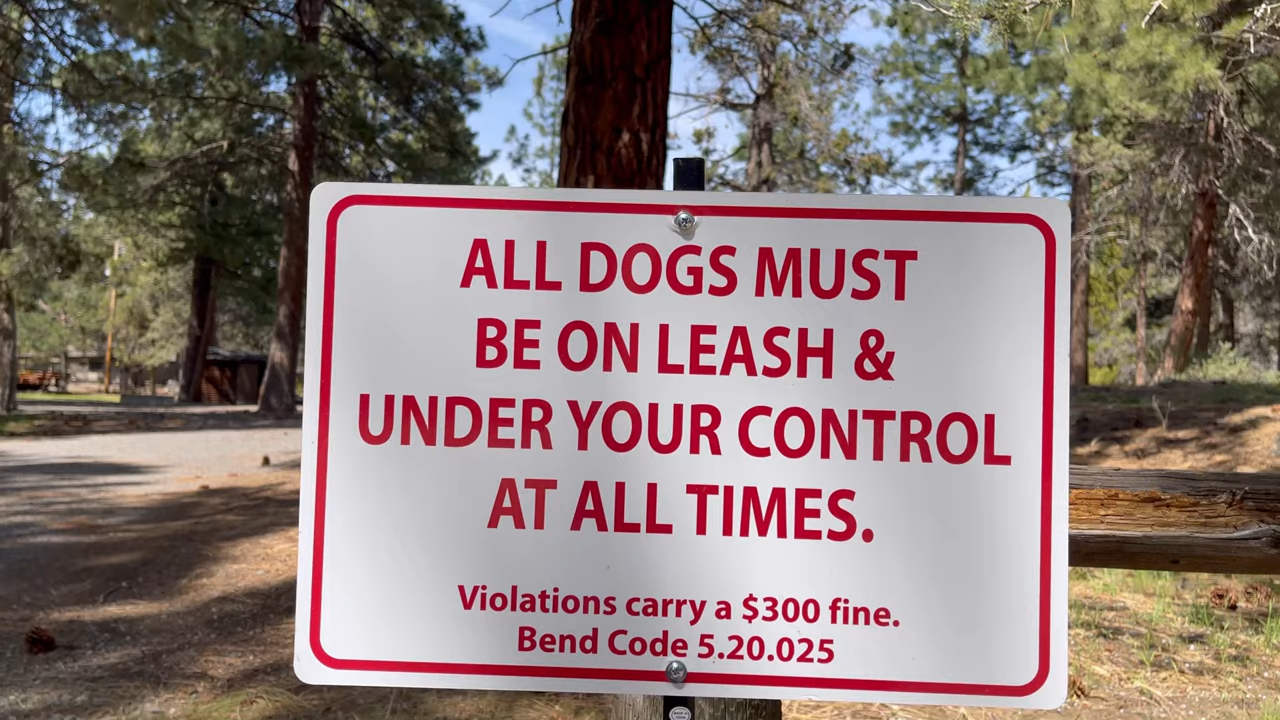 ALL DOGS MUST
BE ON LEASH &
UNDER YOUR CONTROL
AT ALL TIMES.
Violations carry a $300 fine.
Bend Code 5.20.025